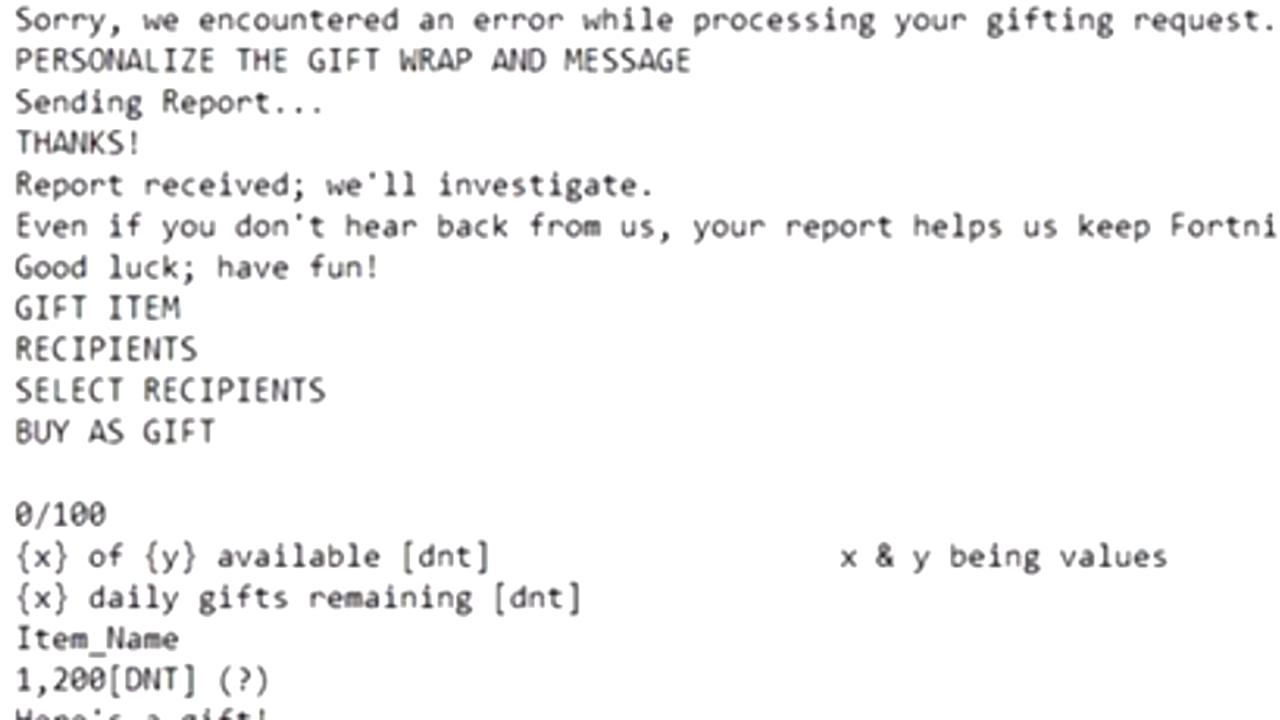 Sorry, we encountered an error while processing your gifting request.
PERSONALIZE THE GIFT WRAP AND MESSAGE
Sending Report...
THANKS!
Report received; we'll investigate.
Even if you don't hear back from us, your report helps us keep Fortni
Good luck; have fun!
GIFT ITEM
RECIPIENTS
SELECT RECIPIENTS
BUY AS GIFT
0/100
{x} of {y} available [dnt] x & y being values
{x} daily gifts remaining [dnt]
Item_Name
1,200[DNT] (?)
Here's a gift!